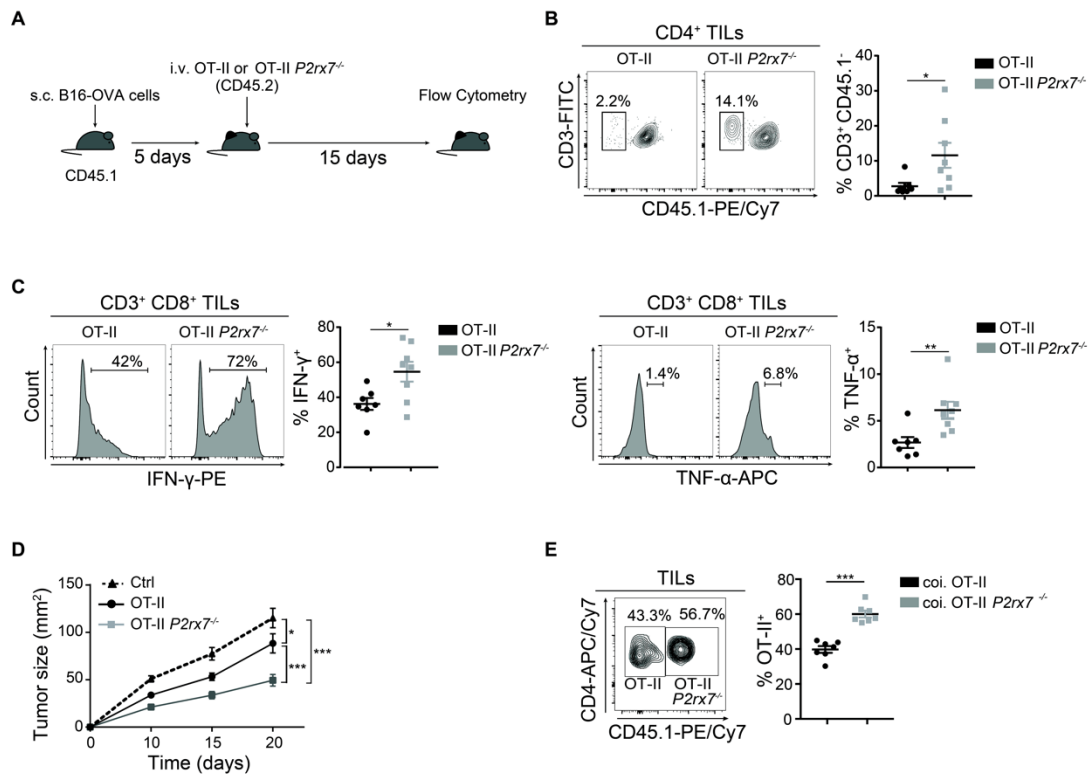 A
s.c. B16-OVA cells
i.v. OT-II or OT-II P2rx7-/-
(CD45.2)
Flow Cytometry
5 days
15 days
CD45.1
B
CD4+ TILs
OT-II
OT-II P2rx7-/-
2.2%
14.1%
CD3-FITC
CD45.1-PE/Cy7
% CD3+ CD45.1-
40
30
20
10
0
*
OT-II
OT-II P2rx7-/-
C
CD3+ CD8+ TILs
OT-II
OT-II P2rx7-/-
42%
72%
Count
IFN-γ-PE
% IFN-γ+
80
60
40
20
0
*
OT-II
OT-II P2rx7-/-
CD3+ CD8+ TILs
OT-II
OT-II P2rx7-/-
1.4%
6.8%
Count
TNF-α-APC
% TNF-α+
15
10
5
0
**
OT-II
OT-II P2rx7-/-
D
Tumor size (mm2)
150
100
50
0
Ctrl
OT-II
OT-II P2rx7-/-
*
***
***
0
10
15
20
Time (days)
E
TILs
43.3%
56.7%
OT-II
OT-II
P2rx7-/-
CD4-APC/Cy7
CD45.1-PE/Cy7
% OT-II+
80
60
40
20
0
***
coi. OT-II
coi. OT-II P2rx7 -/-